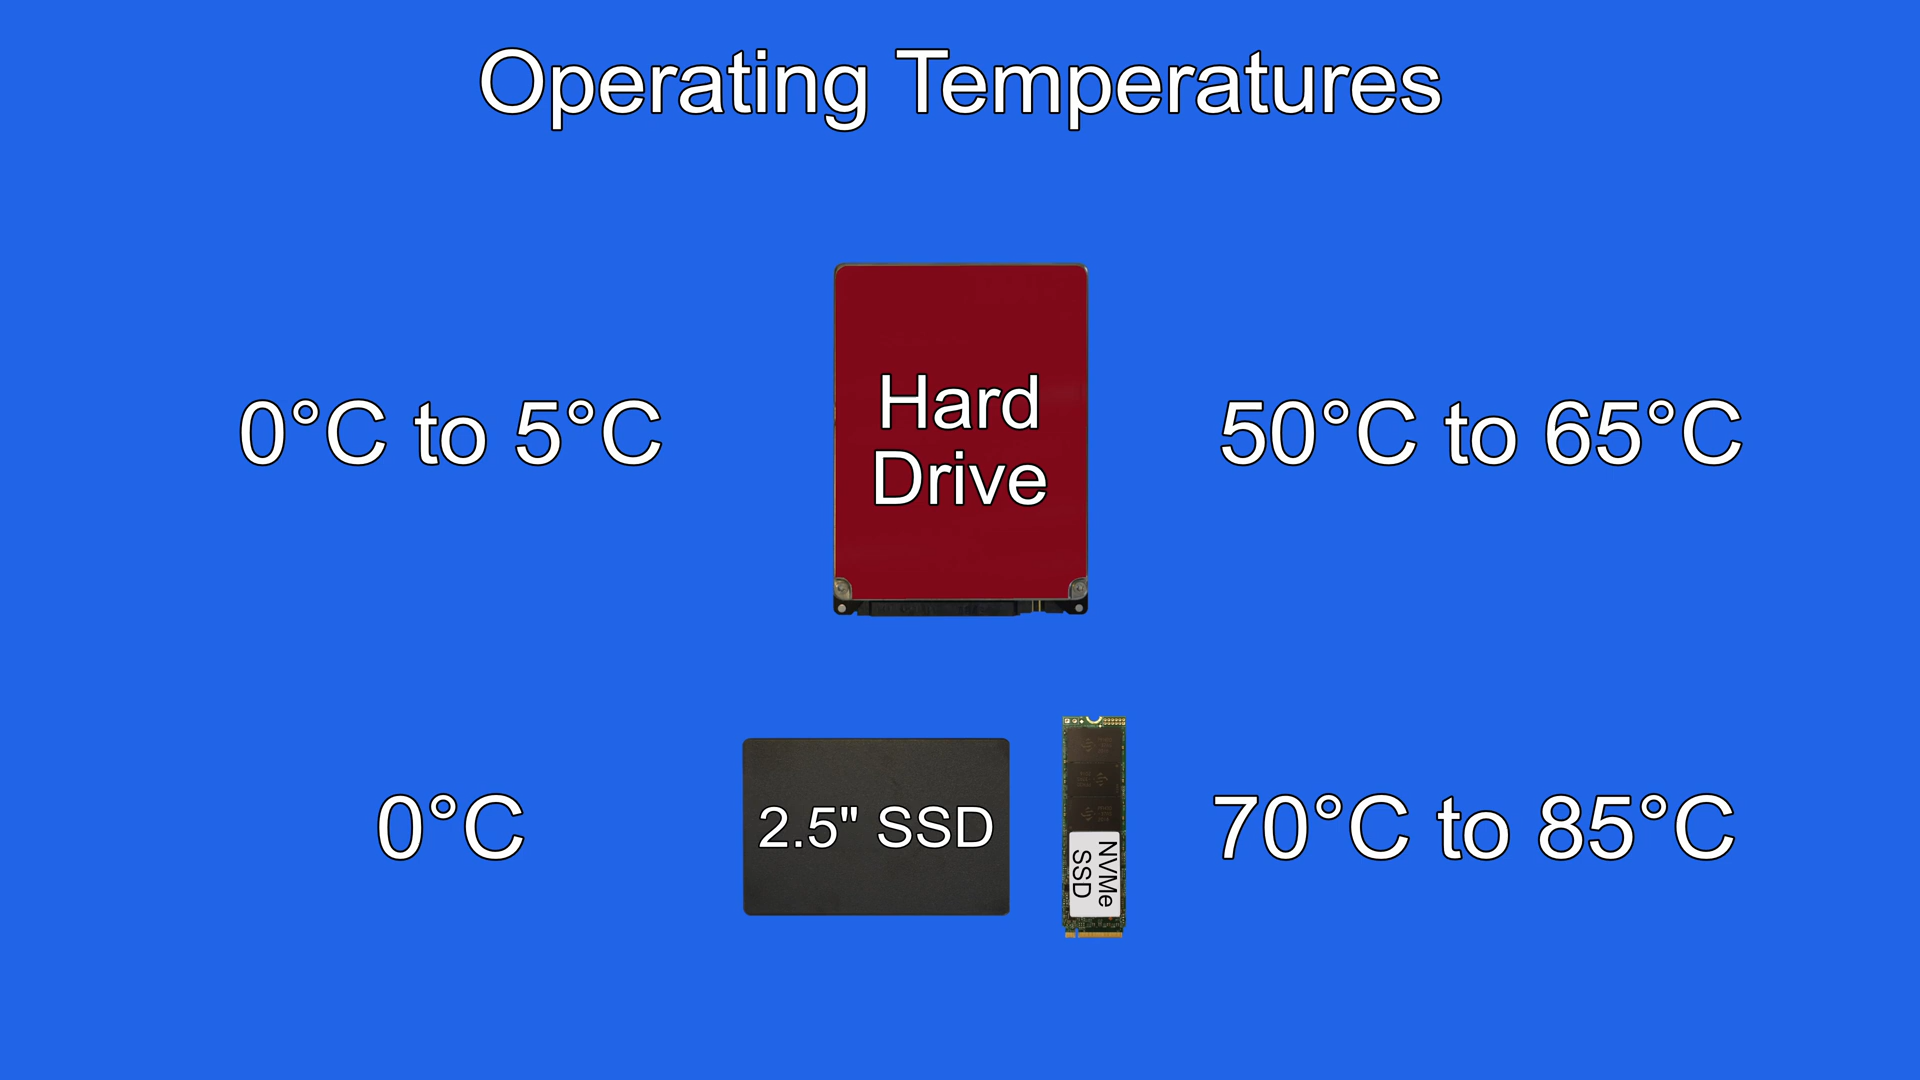 Operating Temperatures
0°C to 5°C
Hard
Drive
50°C to 65°C
0°C
2.5" SSD
NVMe
SSD
70°C to 85°C